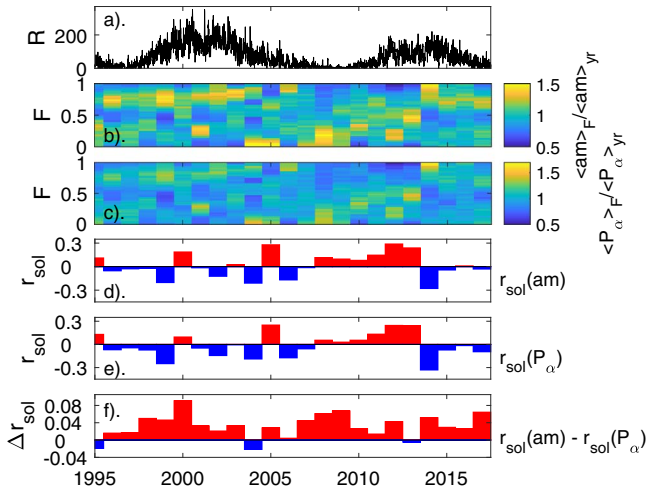 a).
R
200
0
b).
F
1
0.5
0
1.5
1
0.5
<am>F/<am>yr
c).
F
1
0.5
0
1.5
1
0.5
<Pα>F/<Pα>yr
d).
rsol
0.3
0
-0.3
rsol(am)
e).
rsol
0.3
0
-0.3
rsol(Pα)
f).
Δ rsol
0.08
0.04
0
-0.04
rsol(am) - rsol(Pα)
1995 2000 2005 2010 2015